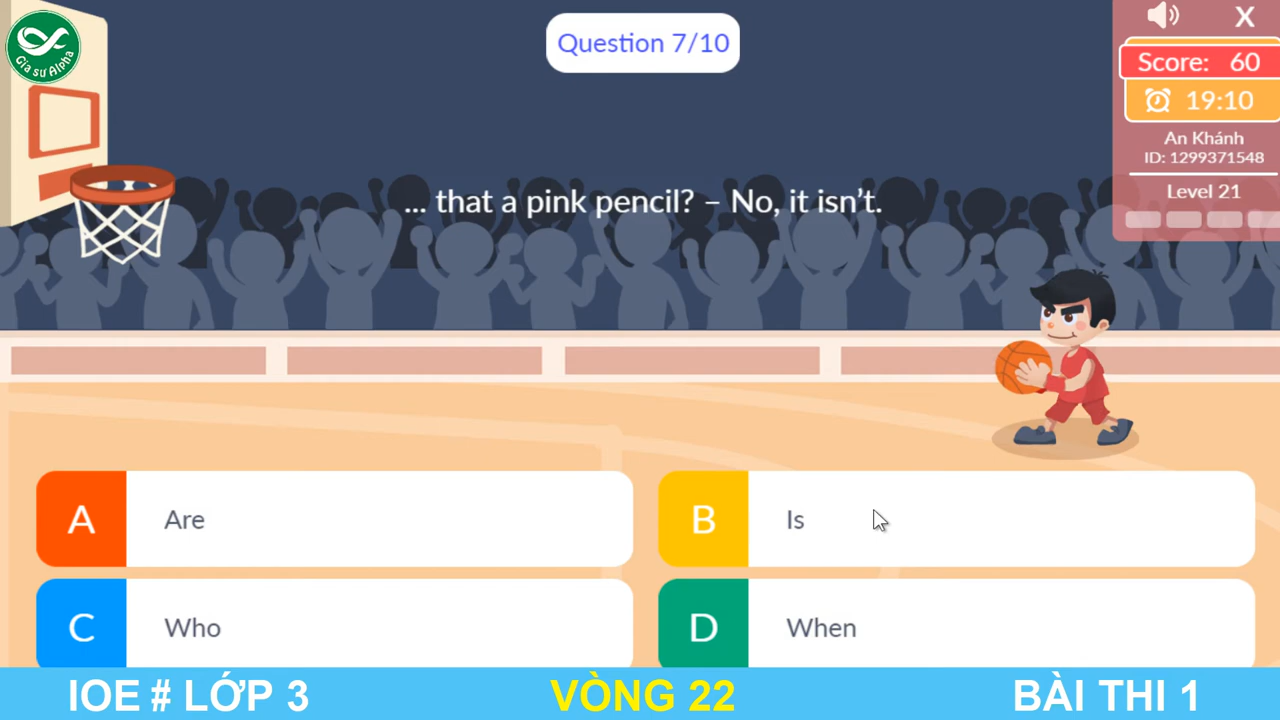 Gia sư Alpha
Question 7/10
X
Score: 60
19:10
An Khánh
ID: 1299371548
Level 21
... that a pink pencil? – No, it isn’t.
A Are
B Is
C Who
D When
IOE # LỚP 3
VÒNG 22
BÀI THI 1